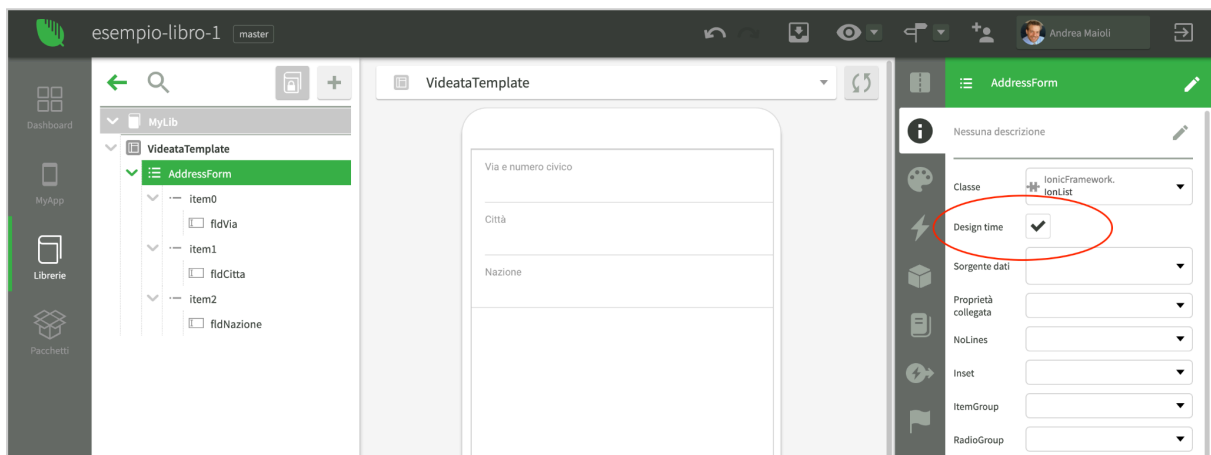 esempio-libro-1 master
Andrea Maioli
Dashboard
MyApp
Librerie
Pacchetti
MyLib
VideataTemplate
AddressForm
item0
fldVia
item1
fldCitta
item2
fldNazione
VideataTemplate
Via e numero civico
Città
Nazione
AddressForm
Nessuna descrizione
Classe
IonicFramework.
IonList
Design time
Sorgente dati
Proprietà
collegata
NoLines
Inset
ItemGroup
RadioGroup